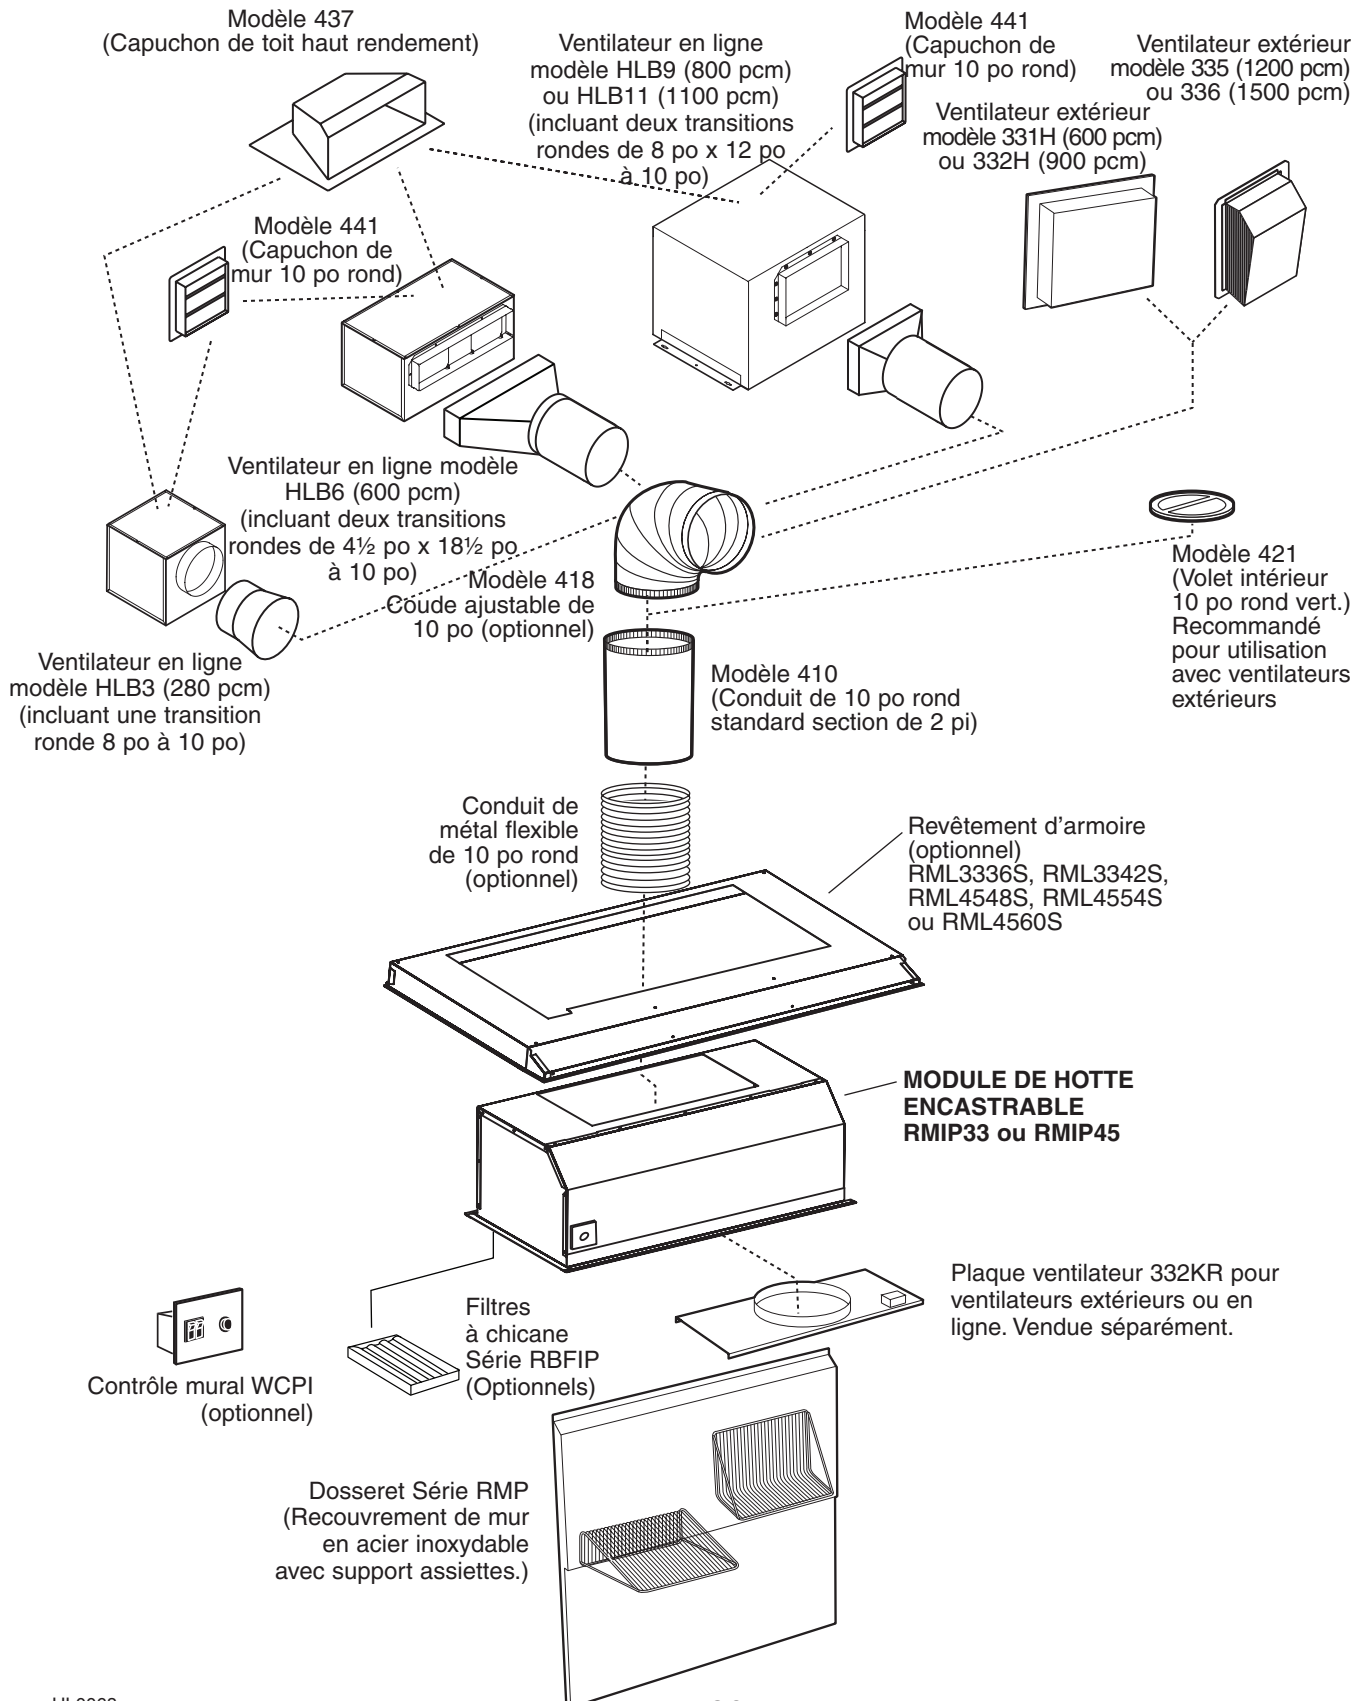 Modèle 437
(Capuchon de toit haut rendement)
Ventilateur en ligne
modèle HLB9 (800 pcm)
ou HLB11 (1100 pcm)
(incluant deux transitions
rondes de 8 po x 12 po
à 10 po)
Modèle 441
(Capuchon de
mur 10 po rond)
Ventilateur extérieur
modèle 335 (1200 pcm)
ou 336 (1500 pcm)
Ventilateur extérieur
modèle 331H (600 pcm)
ou 332H (900 pcm)
Modèle 441
(Capuchon de
mur 10 po rond)
Ventilateur en ligne modèle
HLB6 (600 pcm)
(incluant deux transitions
rondes de 4½ po x 18½ po
à 10 po)
Modèle 418
Coude ajustable de
10 po (optionnel)
Modèle 421
(Volet intérieur
10 po rond vert.)
Recommandé
pour utilisation
avec ventilateurs
extérieurs
Ventilateur en ligne
modèle HLB3 (280 pcm)
(incluant une transition
ronde 8 po à 10 po)
Modèle 410
(Conduit de 10 po rond
standard section de 2 pi)
Conduit de
métal flexible
de 10 po rond
(optionnel)
Revêtement d’armoire
(optionnel)
RML3336S, RML3342S,
RML4548S, RML4554S
ou RML4560S
MODULE DE HOTTE
ENCASTRABLE
RMIP33 ou RMIP45
Plaque ventilateur 332KR pour
ventilateurs extérieurs ou en
ligne. Vendue séparément.
Filtres
à chicane
Série RBFIP
(Optionnels)
Contrôle mural WCPI
(optionnel)
Dosseret Série RMP
(Recouvrement de mur
en acier inoxydable
avec support assiettes.)